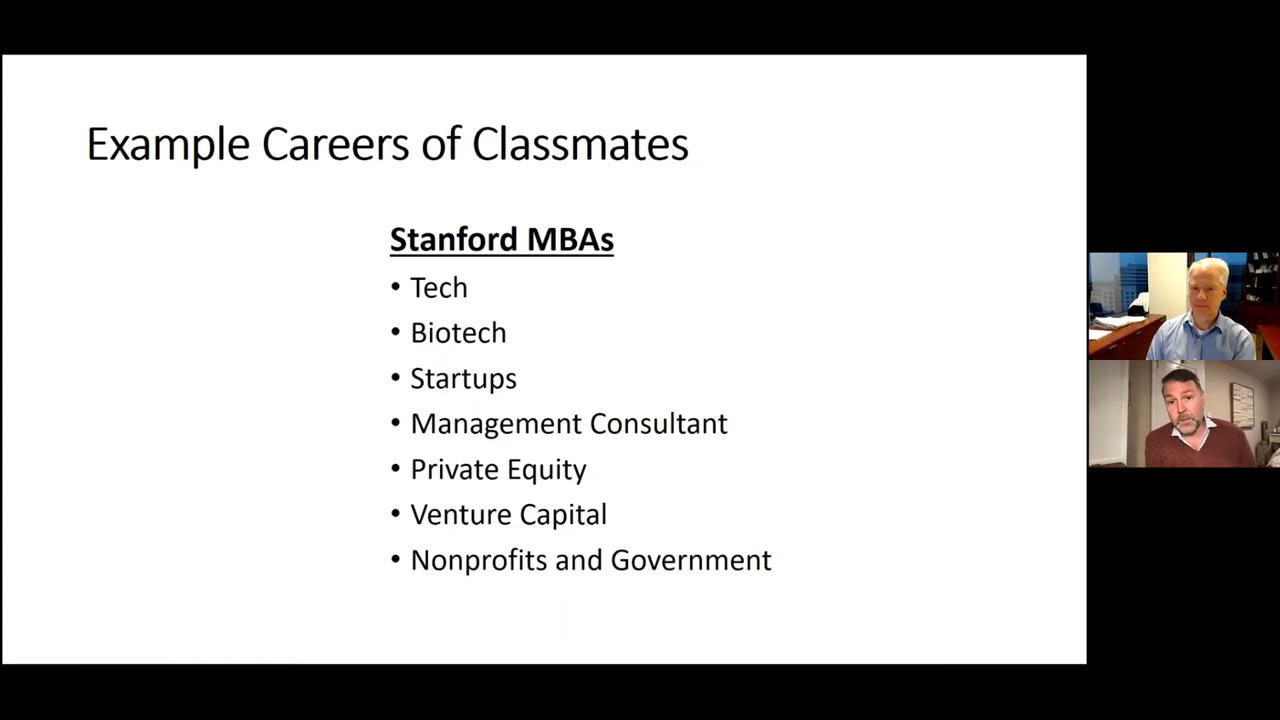 Example Careers of Classmates
Stanford MBAs
• Tech
• Biotech
• Startups
• Management Consultant
• Private Equity
• Venture Capital
• Nonprofits and Government